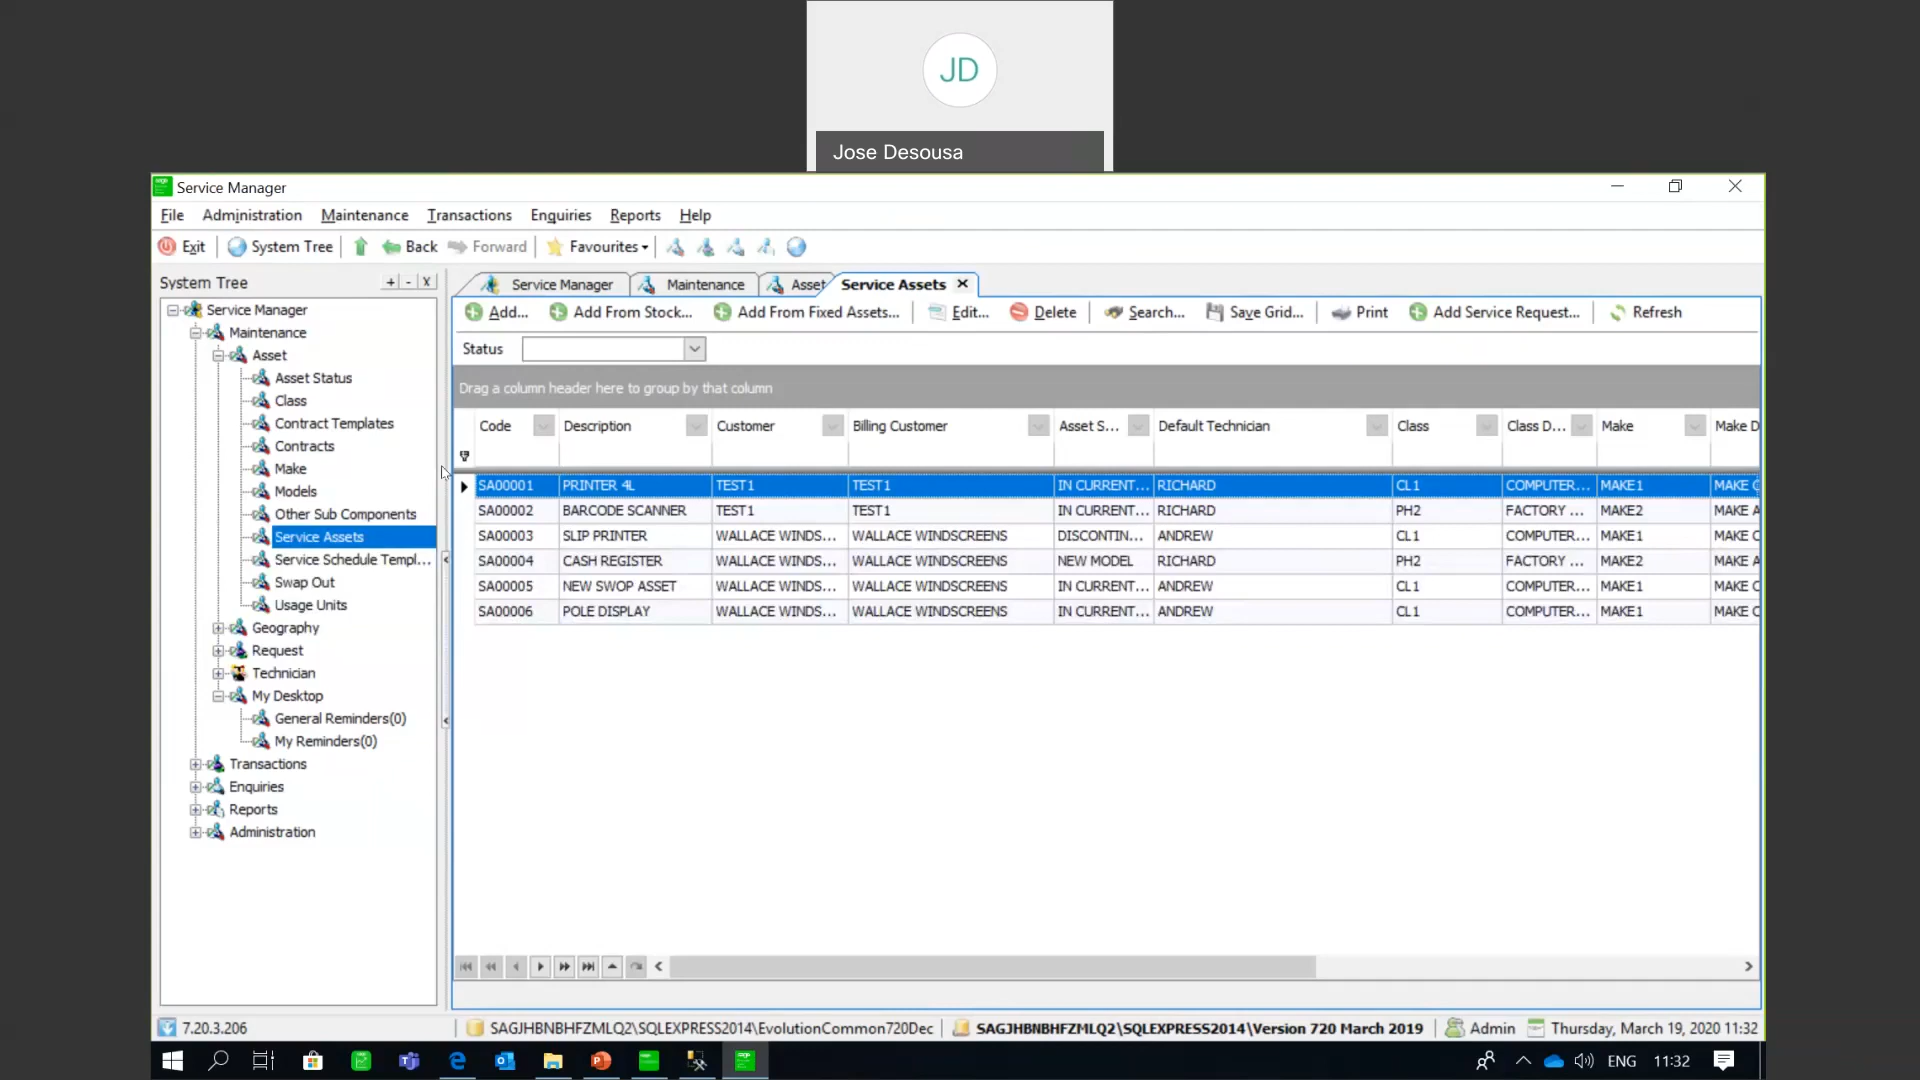 JD
Jose Desousa
Service Manager
File Administration Maintenance Transactions Enquiries Reports Help
Exit System Tree Back Forward Favourites
System Tree + - X
Service Manager Maintenance Asset Service Assets
Add... Add From Stock... Add From Fixed Assets... Edit... Delete Search... Save Grid... Print Add Service Request... Refresh
Status
Drag a column header here to group by that column
Code Description Customer Billing Customer Asset S... Default Technician Class Class D... Make Make D
SA00001 PRINTER 4L TEST1 TEST1 IN CURRENT... RICHARD CL1 COMPUTER... MAKE1 MAKE
SA00002 BARCODE SCANNER TEST1 TEST1 IN CURRENT... RICHARD PH2 FACTORY ... MAKE2 MAKE A
SA00003 SLIP PRINTER WALLACE WINDS... WALLACE WINDSCREENS DISCONTIN... ANDREW CL1 COMPUTER... MAKE1 MAKE
SA00004 CASH REGISTER WALLACE WINDS... WALLACE WINDSCREENS NEW MODEL RICHARD PH2 FACTORY ... MAKE2 MAKE A
SA00005 NEW SWOP ASSET WALLACE WINDS... WALLACE WINDSCREENS IN CURRENT... ANDREW CL1 COMPUTER... MAKE1 MAKE
SA00006 POLE DISPLAY WALLACE WINDS... WALLACE WINDSCREENS IN CURRENT... ANDREW CL1 COMPUTER... MAKE1 MAKE
Service Manager
Maintenance
Asset
Asset Status
Class
Contract Templates
Contracts
Make
Models
Other Sub Components
Service Assets
Service Schedule Templ...
Swap Out
Usage Units
Geography
Request
Technician
My Desktop
General Reminders(0)
My Reminders(0)
Transactions
Enquiries
Reports
Administration
7.20.3.206 SAGJHBNBHFZMLQ2\SQLEXPRESS2014\EvolutionCommon720Dec SAGJHBNBHFZMLQ2\SQLEXPRESS2014\Version 720 March 2019 Admin Thursday, March 19, 2020 11:32
ENG 11:32